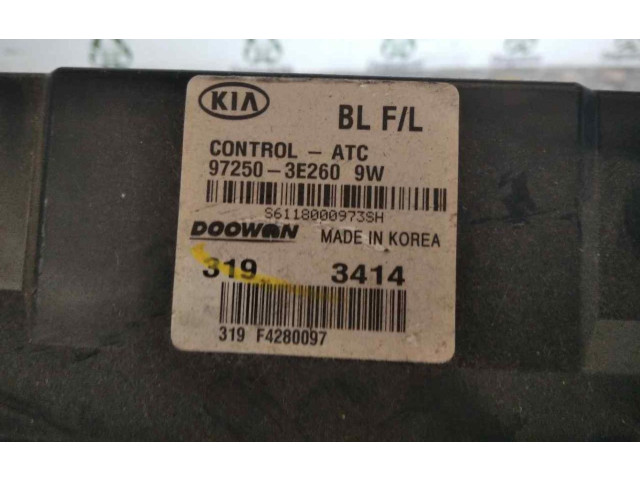 KIA
BL F/L
CONTROL - ATC
97250-3E260 9W
S6118000973SH
DOOWON MADE IN KOREA
319 3414
319 F4280097